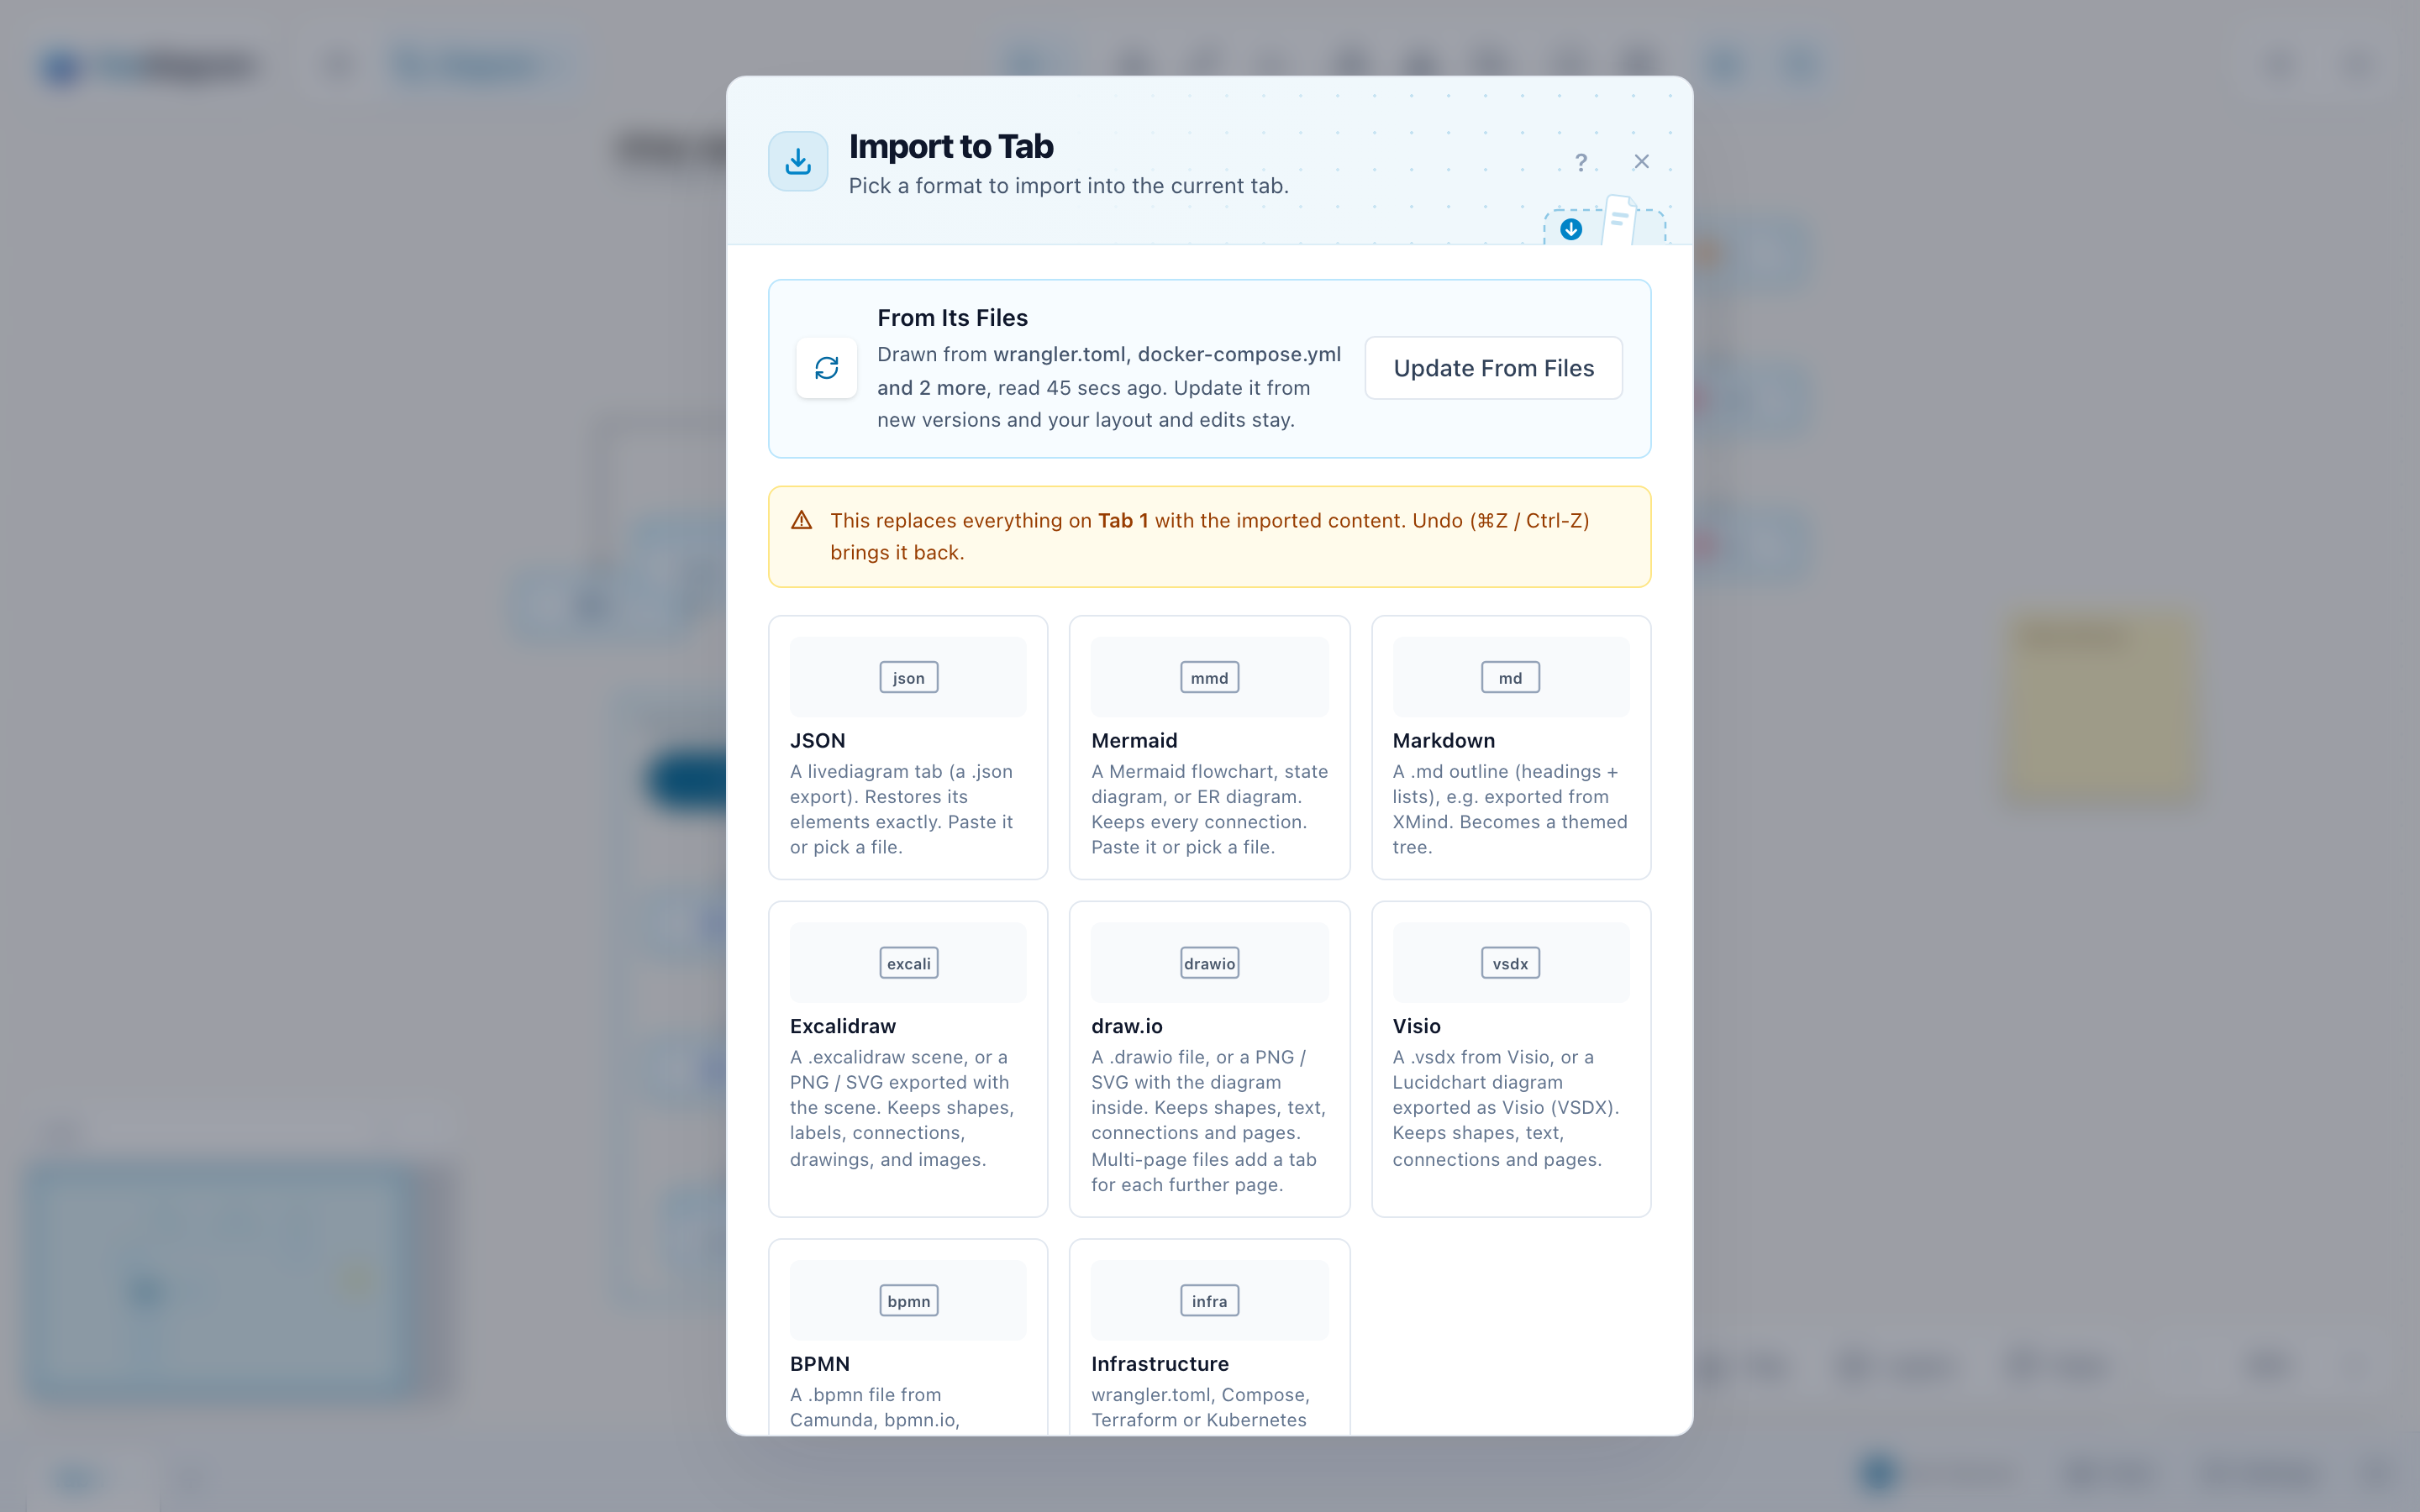 Import to Tab
Pick a format to import into the current tab.
?
From Its Files
Drawn from wrangler.toml, docker-compose.yml
and 2 more, read 45 secs ago. Update it from
new versions and your layout and edits stay.
Update From Files
This replaces everything on Tab 1 with the imported content. Undo (⌘Z / Ctrl-Z)
brings it back.
json
JSON
A livediagram tab (a .json
export). Restores its
elements exactly. Paste it
or pick a file.
mmd
Mermaid
A Mermaid flowchart, state
diagram, or ER diagram.
Keeps every connection.
Paste it or pick a file.
md
Markdown
A .md outline (headings +
lists), e.g. exported from
XMind. Becomes a themed
tree.
excali
Excalidraw
A .excalidraw scene, or a
PNG / SVG exported with
the scene. Keeps shapes,
labels, connections,
drawings, and images.
drawio
draw.io
A .drawio file, or a PNG /
SVG with the diagram
inside. Keeps shapes, text,
connections and pages.
Multi-page files add a tab
for each further page.
vsdx
Visio
A .vsdx from Visio, or a
Lucidchart diagram
exported as Visio (VSDX).
Keeps shapes, text,
connections and pages.
bpmn
BPMN
A .bpmn file from
Camunda, bpmn.io,
infra
Infrastructure
wrangler.toml, Compose,
Terraform or Kubernetes